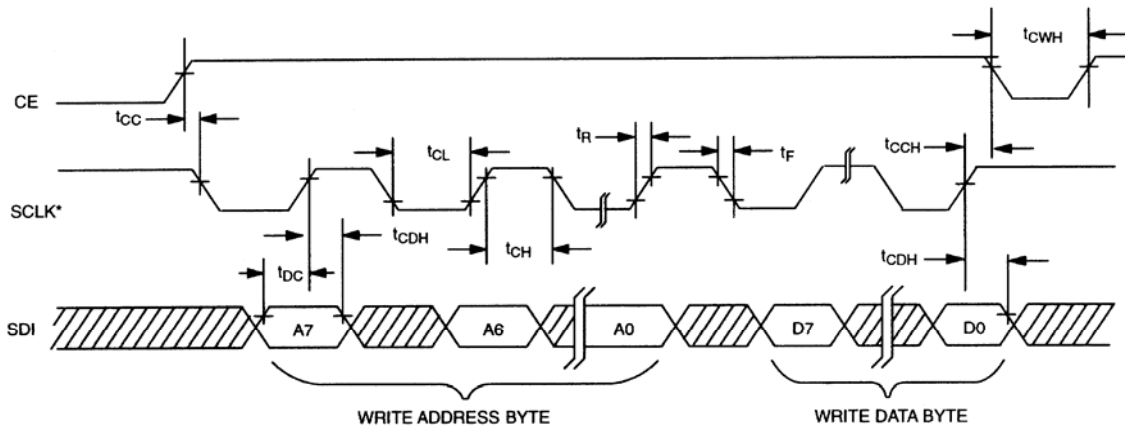 tCWH
CE
tCC
tCL
tR
tF
tCCH
SCLK*
tCDH
tCH
tCDH
tDC
SDI
A7
A6
A0
D7
D0
WRITE ADDRESS BYTE
WRITE DATA BYTE